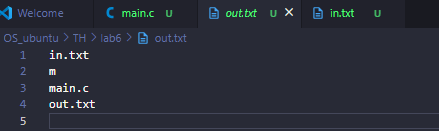 Welcome main.c U out.txt U in.txt U
OS_ubuntu > TH > lab6 > out.txt
1 in.txt
2 m
3 main.c
4 out.txt
5